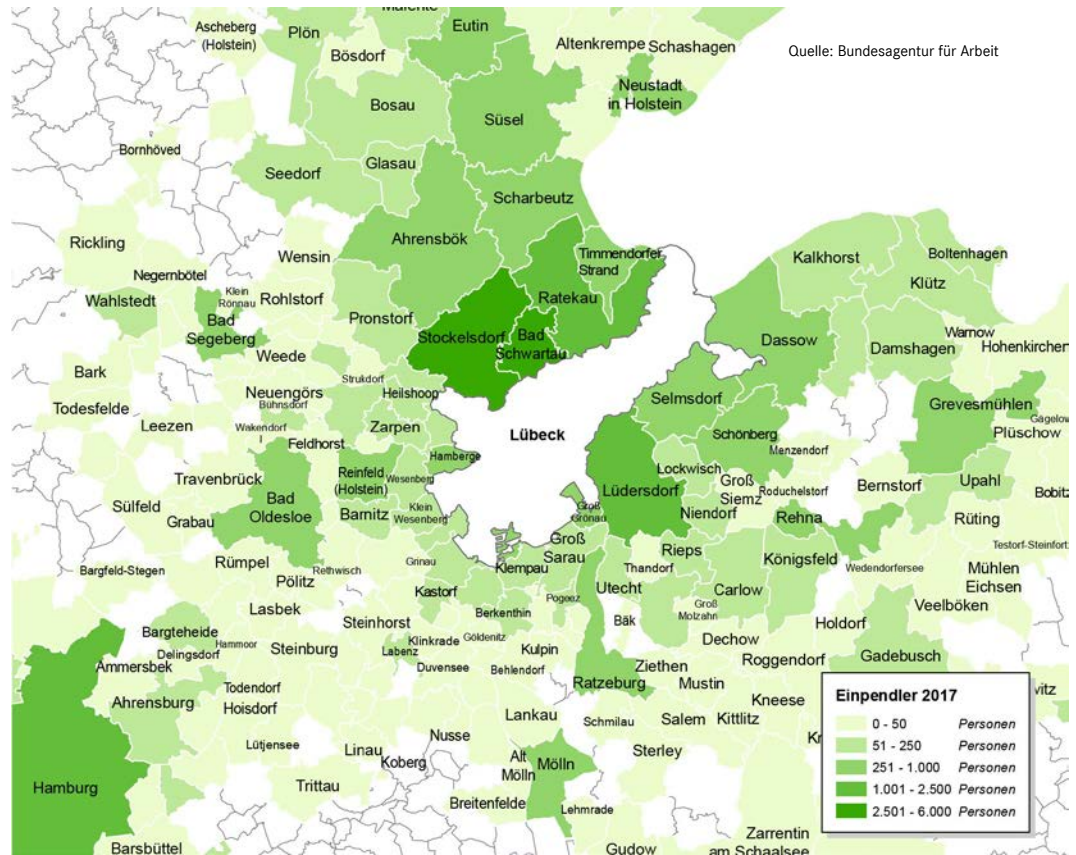 Malente
Ascheberg
(Holstein)
Plön
Eutin
Bösdorf
Altenkrempe
Schashagen
Quelle: Bundesagentur für Arbeit
Neustadt
in Holstein
Bosau
Süsel
Bornhöved
Glasau
Seedorf
Scharbeutz
Ahrensbök
Rickling
Wensin
Timmendorfer
Strand
Kalkhorst
Boltenhagen
Negernbötel
Klein
Rönnau
Rohlstorf
Klütz
Wahlstedt
Ratekau
Bad
Segeberg
Pronstorf
Stockelsdorf
Bad
Schwartau
Dassow
Damshagen
Warnow
Hohenkirchen
Weede
Bark
Strukdorf
Heilshoop
Neuengörs
Selmsdorf
Grevesmühlen
Todesfelde
Bühnsdorf
Gägelow
Leezen
Wakendorf
I
Zarpen
Lübeck
Schönberg
Plüschow
Feldhorst
Hamberge
Menzendorf
Travenbrück
Reinfeld
(Holstein)
Wesenberg
Lüdersdorf
Lockwisch
Groß
Siemz
Bernstorf
Upahl
Bad
Oldesloe
Roduchelstorf
Bobitz
Sülfeld
Barnitz
Klein
Wesenberg
Groß
Grönau
Niendorf
Rehna
Rüting
Grabau
Groß
Sarau
Testorf-Steinfort
Rümpel
Grinau
Rieps
Königsfeld
Bargfeld-Stegen
Rethwisch
Klempau
Thandorf
Wedendorfersee
Mühlen
Eichsen
Pölitz
Kastorf
Utecht
Carlow
Lasbek
Pogeez
Groß
Molzahn
Veelböken
Berkenthin
Steinhorst
Bäk
Holdorf
Bargteheide
Hammoor
Steinburg
Klinkrade
Göldenitz
Dechow
Delingsdorf
Labenz
Kulpin
Roggendorf
Gadebusch
Ammersbek
Duvensee
Behlendorf
Ziethen
Ratzeburg
Mustin
Ahrensburg
Todendorf
Hoisdorf
Kneese
Lankau
Schmilau
Salem
Kittlitz
Lütjensee
Linau
Nusse
Koberg
Alt
Mölln
Mölln
Sterley
Hamburg
Trittau
Breitenfelde
Lehmrade
Barsbüttel
Gudow
Zarrentin
am Schaalsee
Einpendler 2017
0 - 50 Personen
51 - 250 Personen
251 - 1.000 Personen
1.001 - 2.500 Personen
2.501 - 6.000 Personen